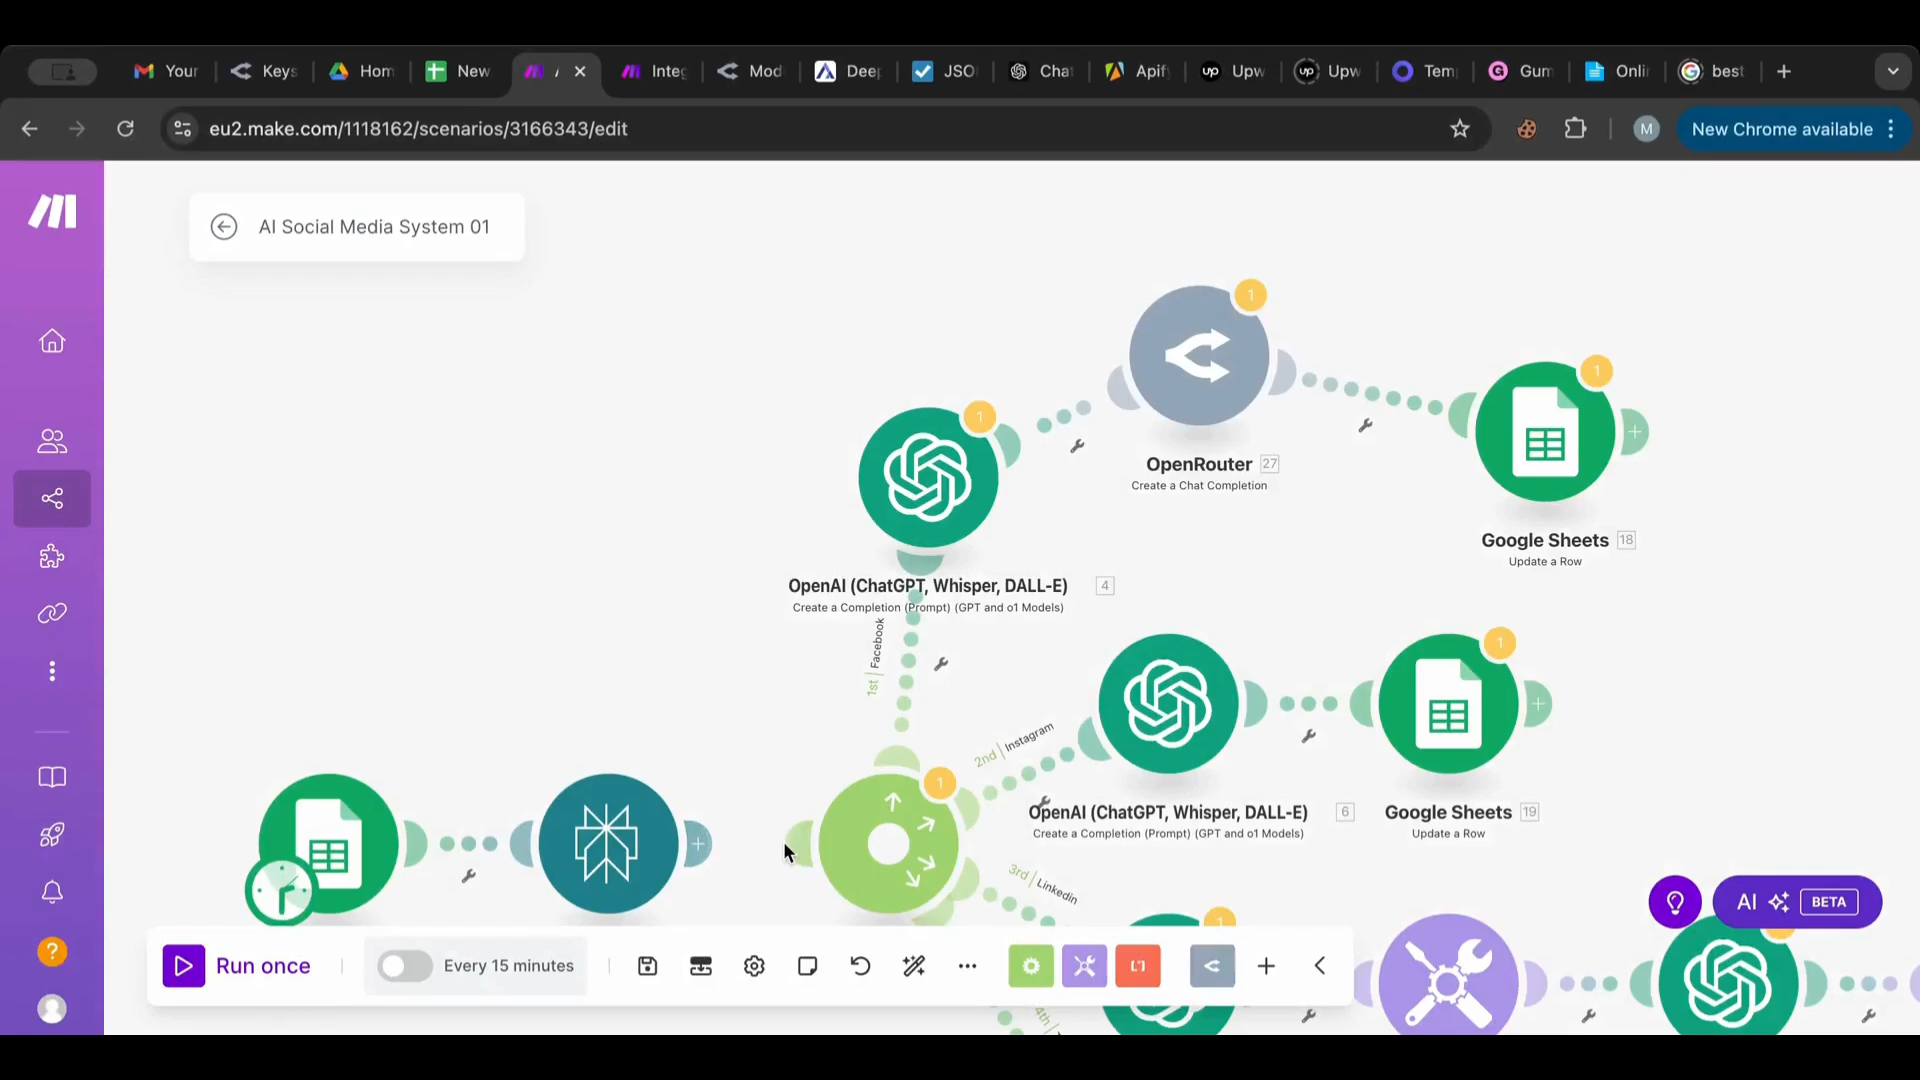 Your
Keys
Hom
New
Integ
Mod
Dee
JSO
Chat
Apify
Upw
Upw
Tem
Gum
Onli
best
eu2.make.com/1118162/scenarios/3166343/edit
M
New Chrome available
AI Social Media System 01
1
1
1
OpenRouter 27
Create a Chat Completion
Google Sheets 18
Update a Row
OpenAI (ChatGPT, Whisper, DALL-E) 4
Create a Completion (Prompt) (GPT and o1 Models)
1st | Facebook
1
2nd | Instagram
1
OpenAI (ChatGPT, Whisper, DALL-E) 6
Create a Completion (Prompt) (GPT and o1 Models)
Google Sheets 19
Update a Row
3rd | Linkedin
AI BETA
Run once
Every 15 minutes
4th |